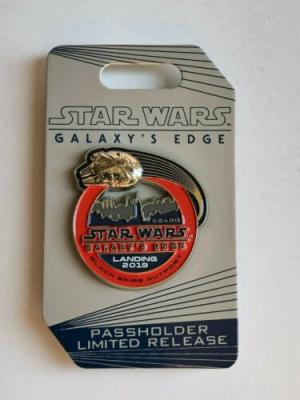 STAR WARS
GALAXY'S EDGE
STAR WARS
GALAXY'S EDGE
LANDING
2019
BLACK SPIRE OUTPOST
PASSHOLDER
LIMITED RELEASE